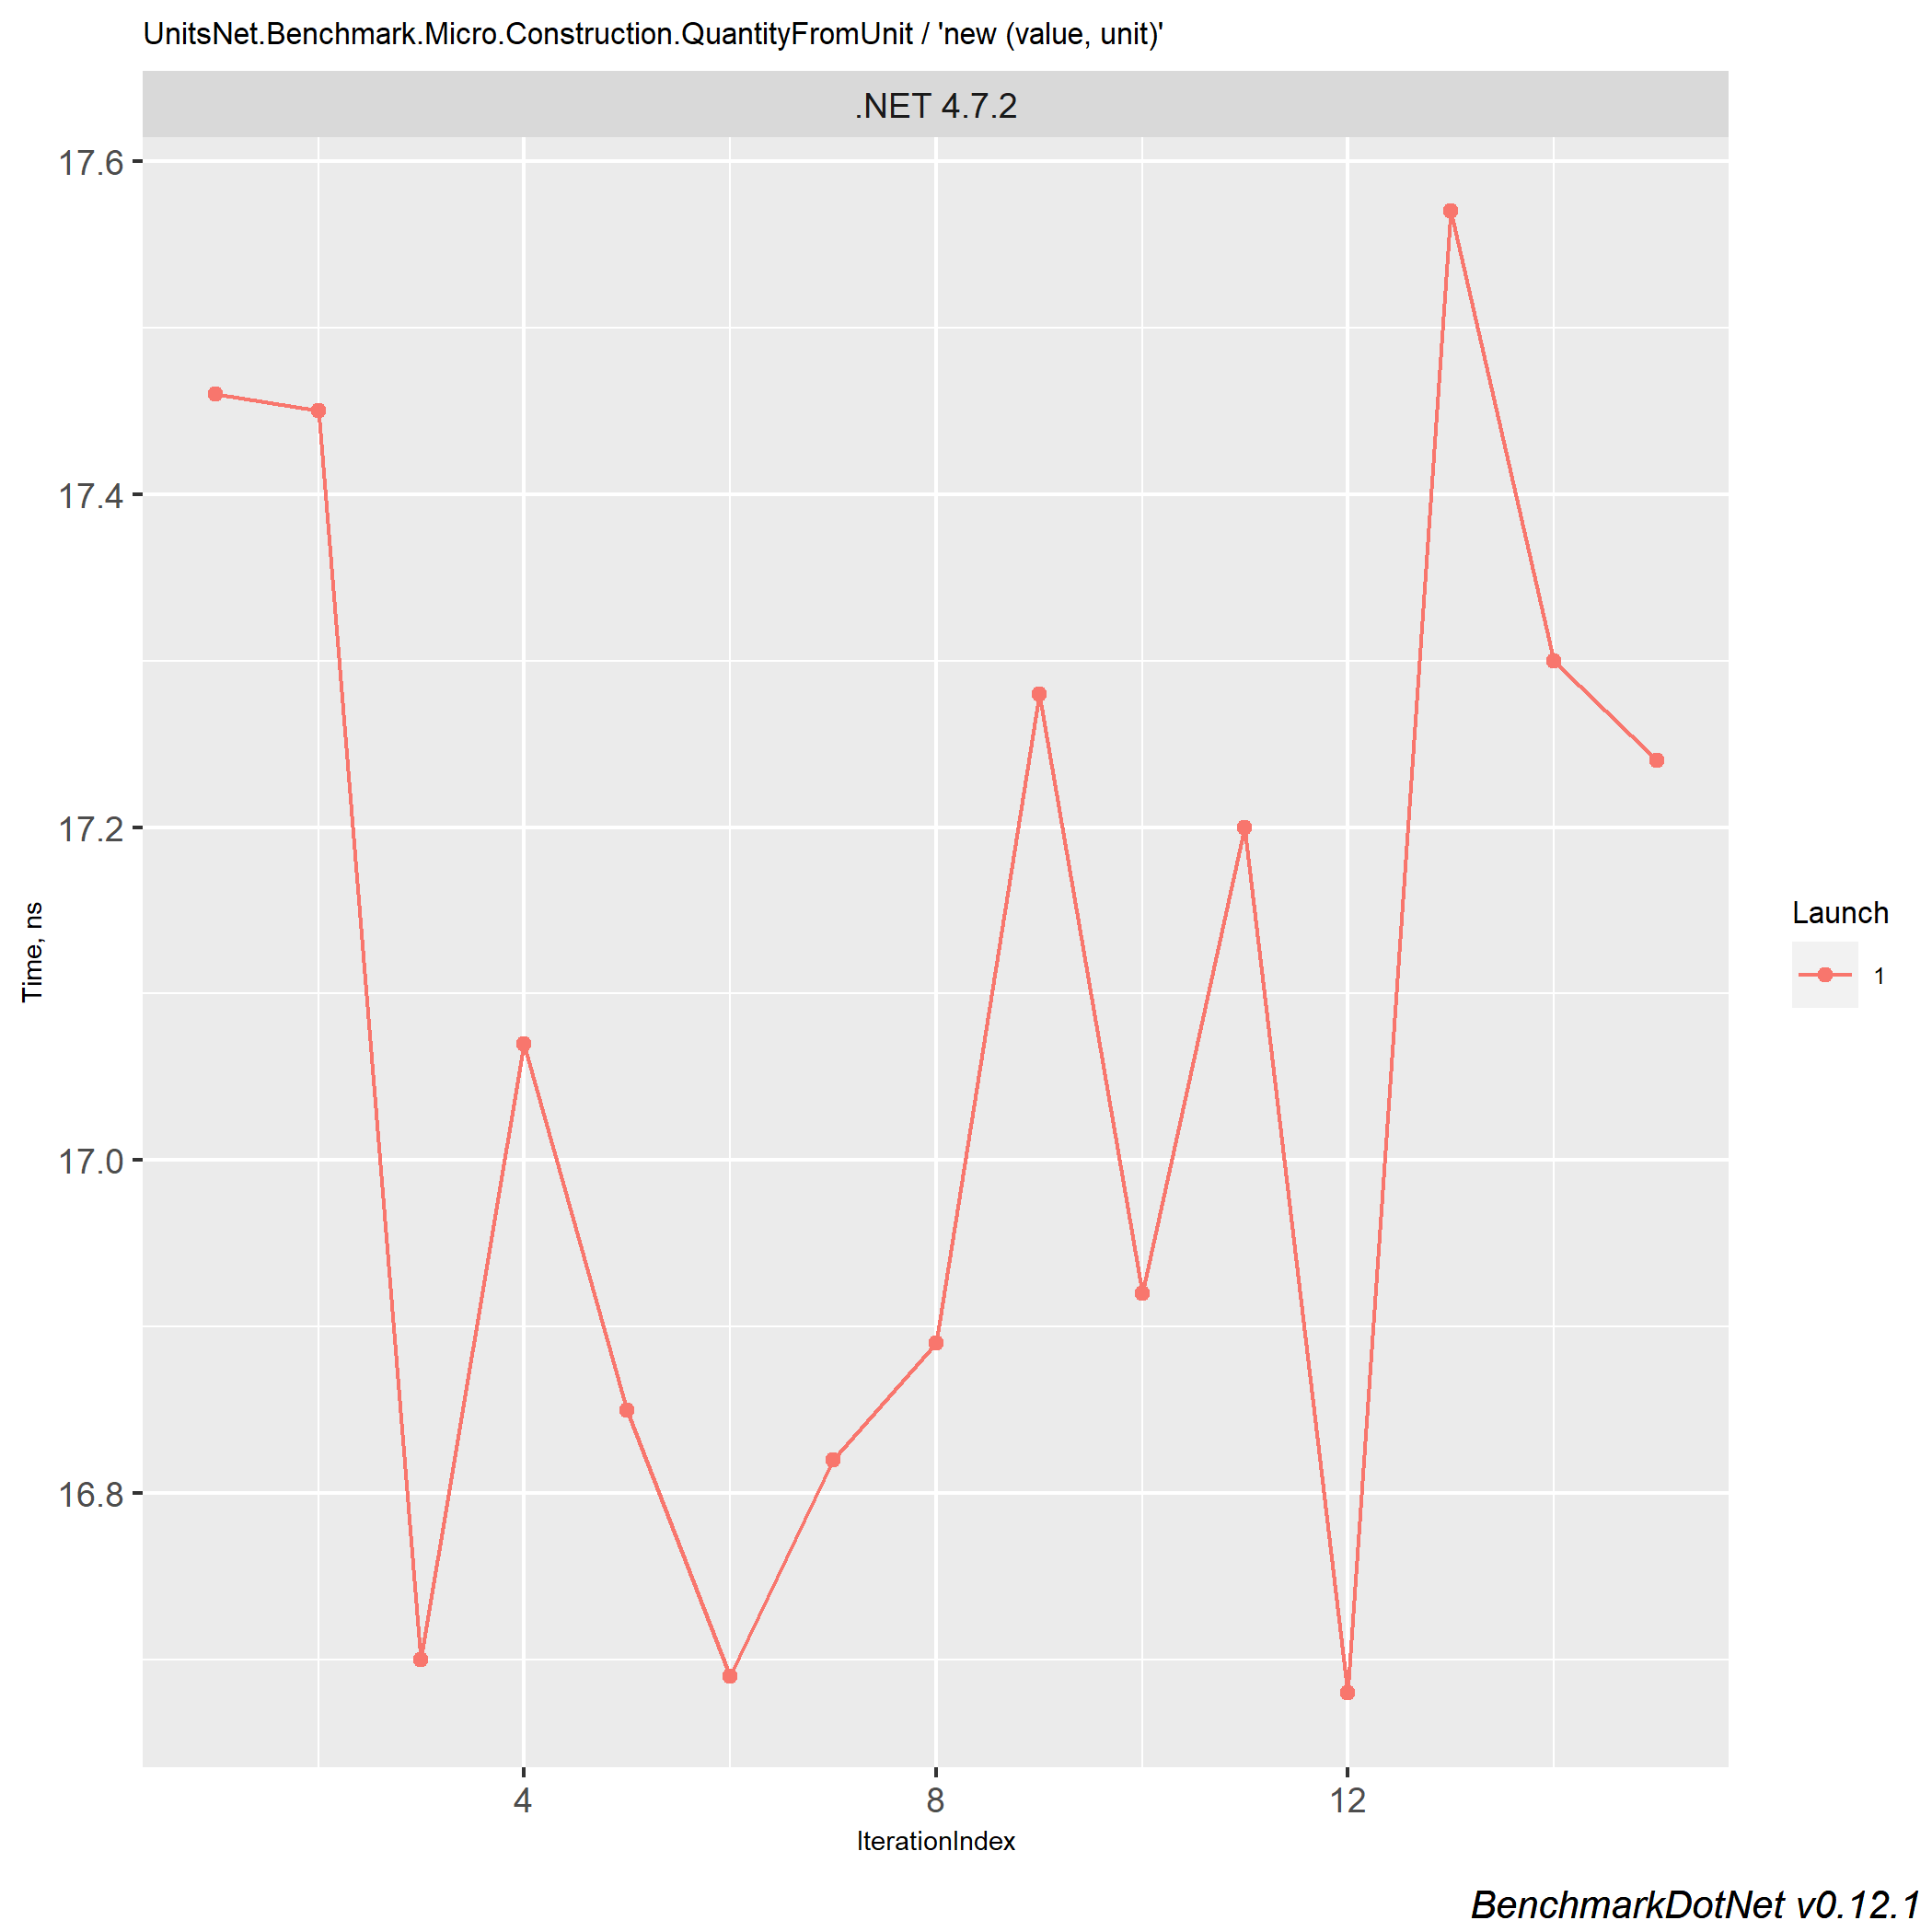 UnitsNet.Benchmark.Micro.Construction.QuantityFromUnit / 'new (value, unit)'
.NET 4.7.2
17.6
17.4
17.2
17.0
16.8
Time, ns
4
8
12
IterationIndex
Launch
1
BenchmarkDotNet v0.12.1